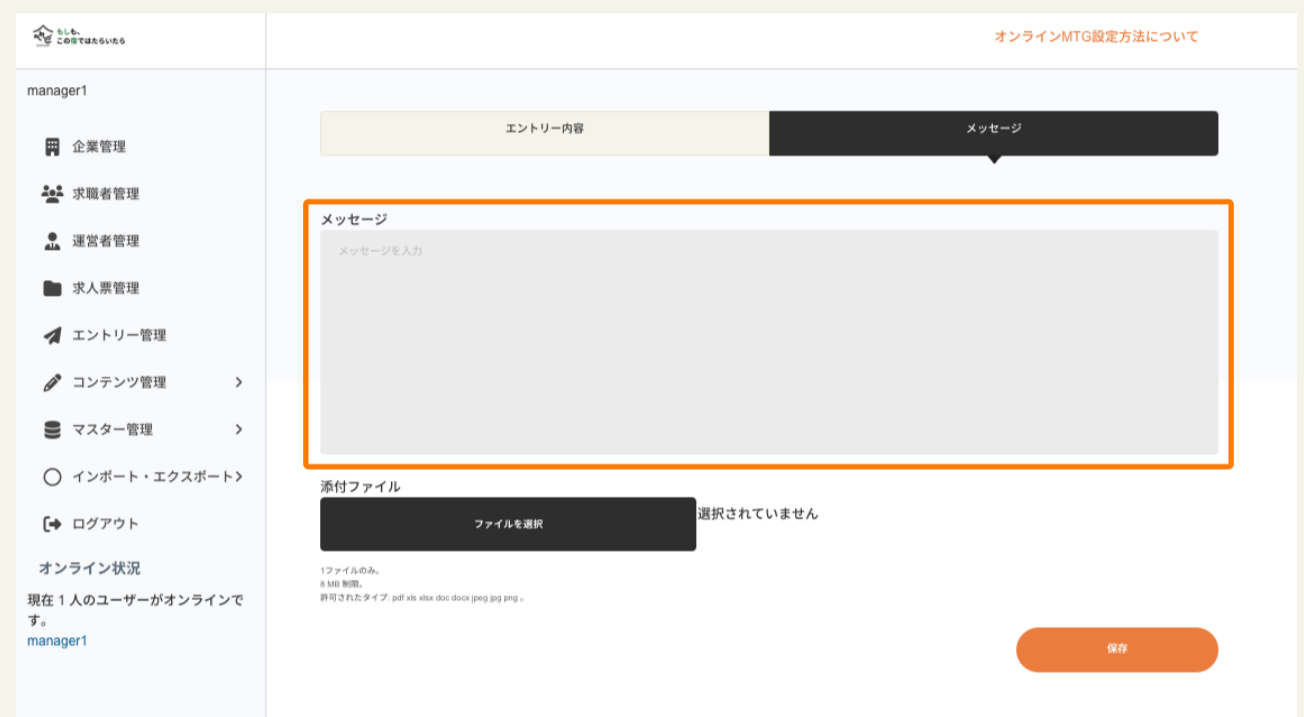 もしも、
この街ではたらいたら
オンラインMTG設定方法について
manager1
企業管理
求職者管理
運営者管理
求人票管理
エントリー管理
コンテンツ管理
マスター管理
インポート・エクスポート
ログアウト
オンライン状況
現在 1 人のユーザーがオンラインで
す。
manager1
エントリー内容
メッセージ
メッセージ
メッセージを入力
添付ファイル
ファイルを選択
選択されていません
1ファイルのみ。
8 MB 制限。
許可されたタイプ: pdf xls xlsx doc docx jpeg jpg png 。
保存